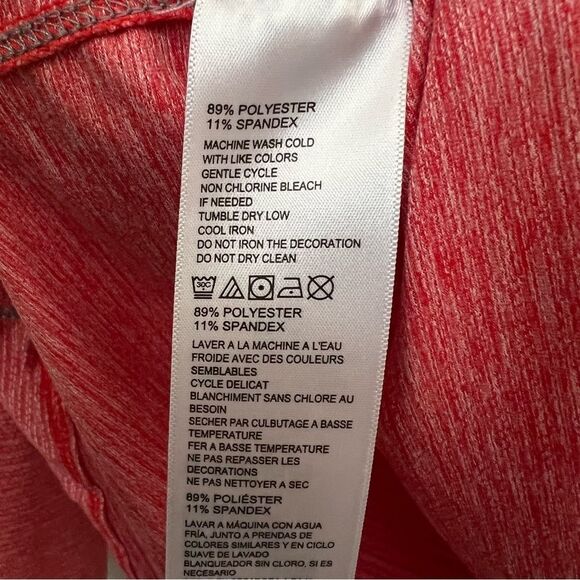 89% POLYESTER
11% SPANDEX
MACHINE WASH COLD
WITH LIKE COLORS
GENTLE CYCLE
NON CHLORINE BLEACH
IF NEEDED
TUMBLE DRY LOW
COOL IRON
DO NOT IRON THE DECORATION
DO NOT DRY CLEAN
30C
89% POLYESTER
11% SPANDEX
LAVER A LA MACHINE A L'EAU
FROIDE AVEC DES COULEURS
SEMBLABLES
CYCLE DELICAT
BLANCHIMENT SANS CHLORE AU
BESOIN
SECHER PAR CULBUTAGE A BASSE
TEMPERATURE
FER A BASSE TEMPERATURE
NE PAS REPASSER LES
DECORATIONS
NE PAS NETTOYER A SEC
89% POLIÉSTER
11% SPANDEX
LAVAR A MÁQUINA CON AGUA
FRÍA, JUNTO A PRENDAS DE
COLORES SIMILARES Y EN CICLO
SUAVE DE LAVADO
BLANQUEADOR SIN CLORO, SI ES
NECESARIO